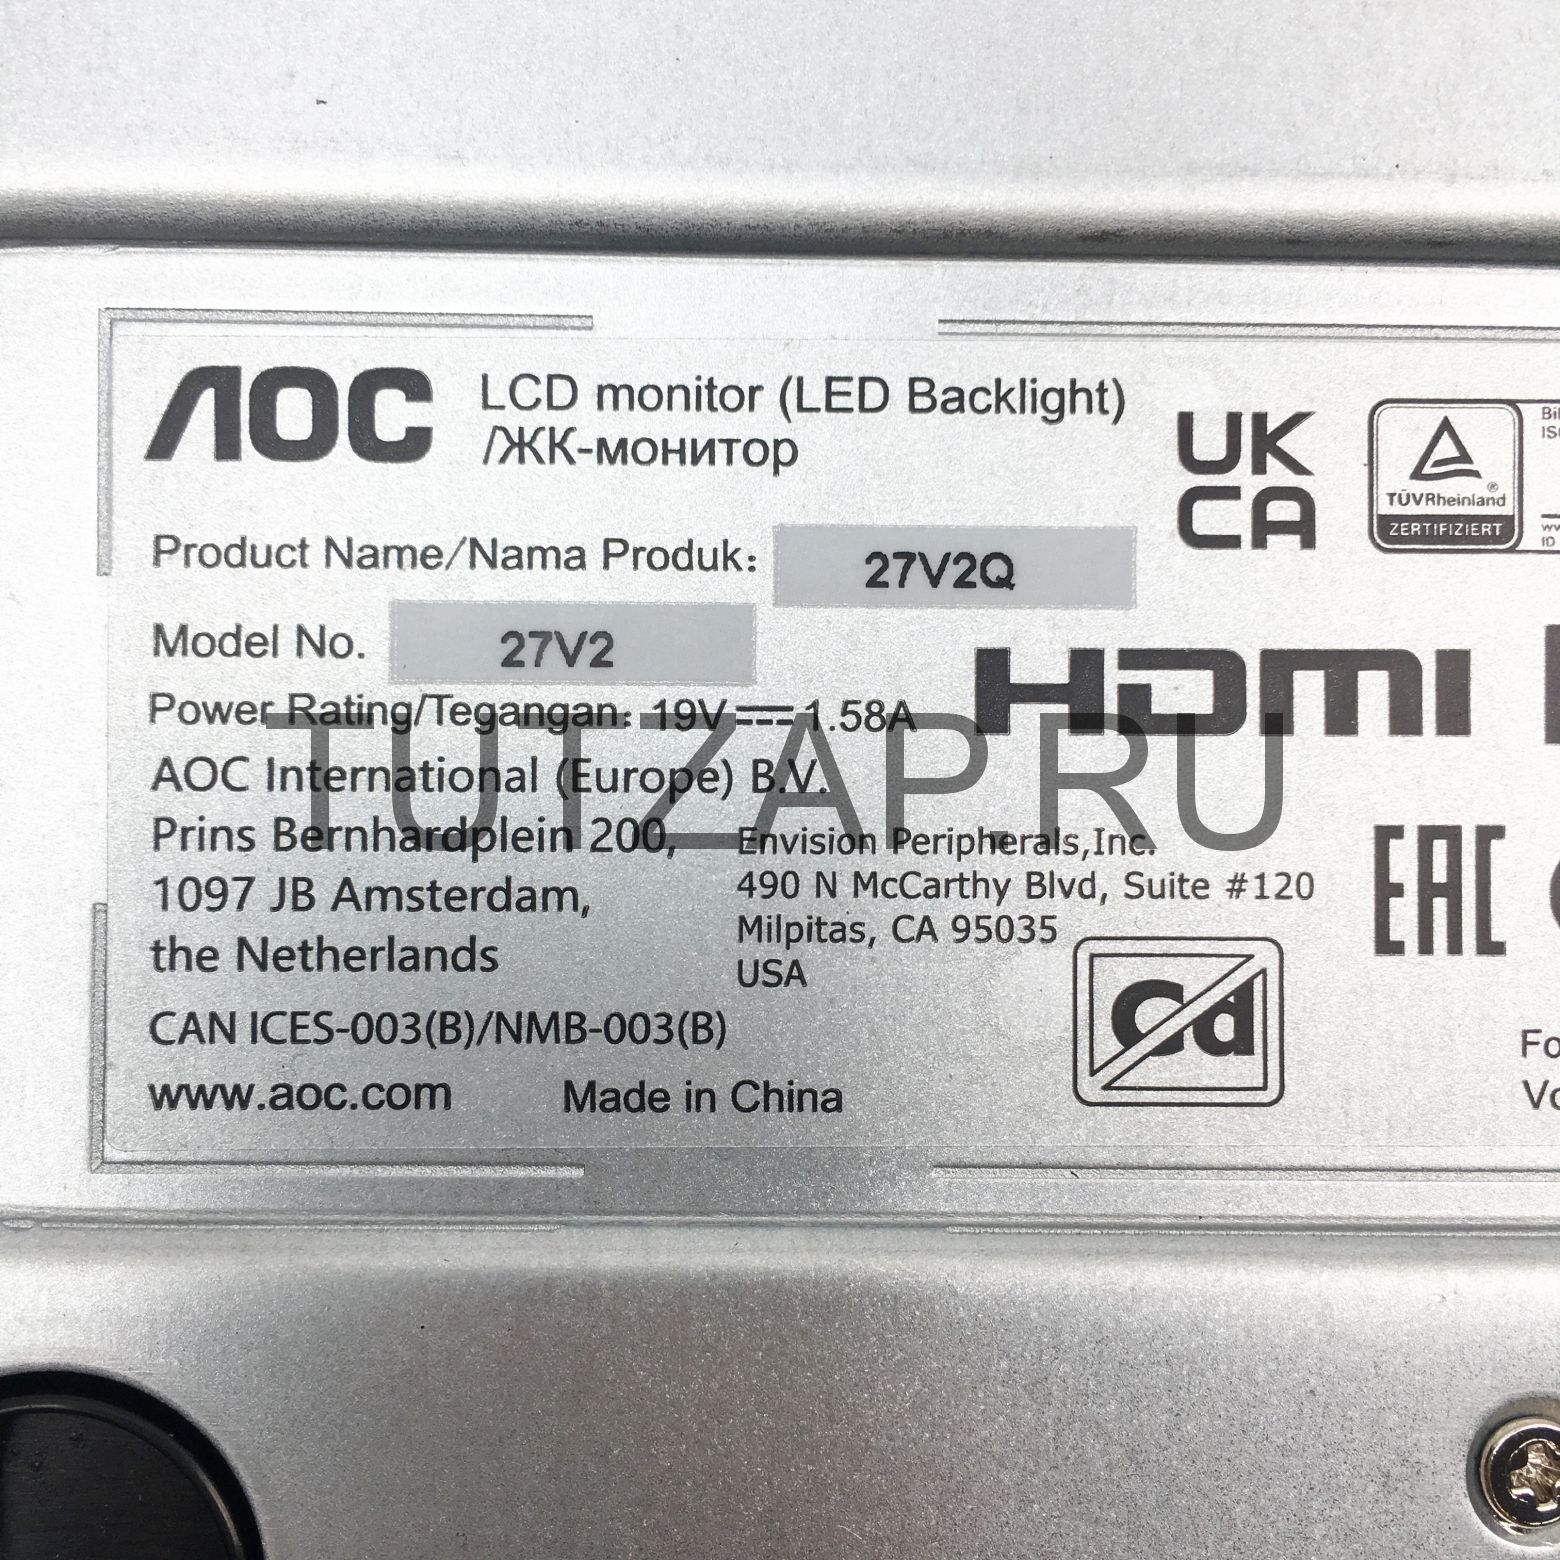 AOC LCD monitor (LED Backlight)
/ЖК-монитор
UK
CA
TÜVRheinland®
ZERTIFIZIERT
Product Name/Nama Produk: 27V2Q
Model No. 27V2
HDMI
Power Rating/Tegangan: 19V⎓1.58A
TUTZAP.RU
AOC International (Europe) B.V.
Prins Bernhardplein 200,
1097 JB Amsterdam,
the Netherlands
Envision Peripherals,Inc.
490 N McCarthy Blvd, Suite #120
Milpitas, CA 95035
USA
EAC
Cd
CAN ICES-003(B)/NMB-003(B)
www.aoc.com Made in China